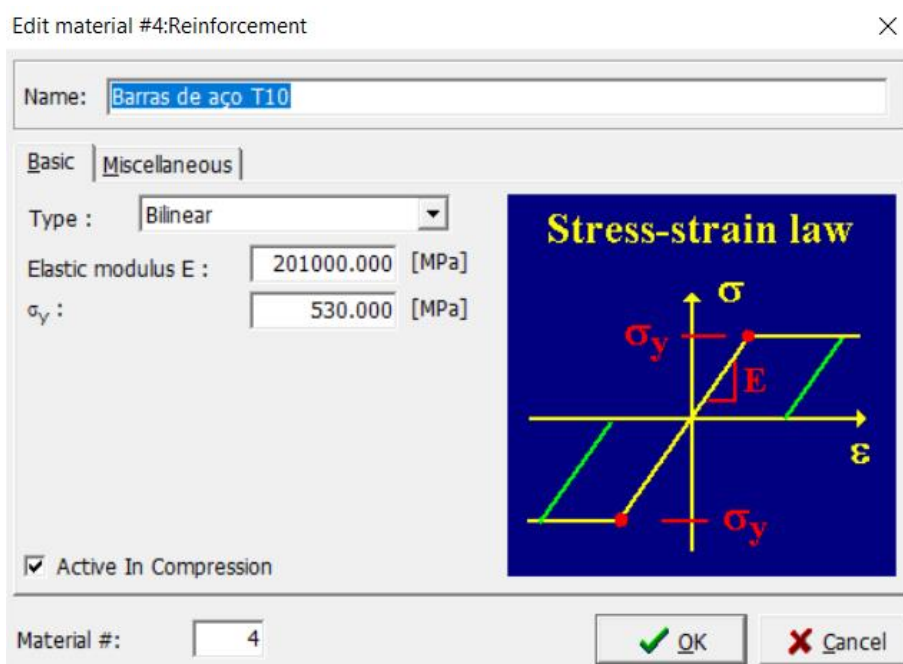 Edit material #4:Reinforcement
Name: Barras de aço T10
Basic Miscellaneous
Type : Bilinear
Elastic modulus E : 201000.000 [MPa]
σy : 530.000 [MPa]
Stress-strain law
σ
σy
E
ε
σy
Active In Compression
Material #: 4
OK Cancel